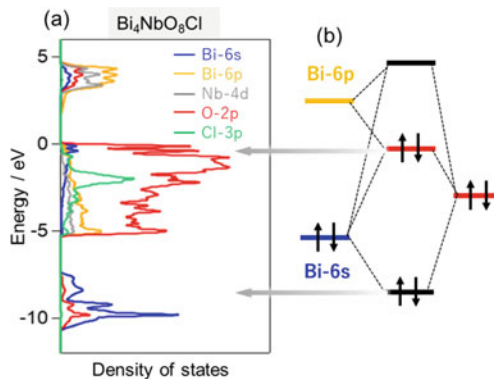 (a)
Bi₄NbO₈Cl
(b)
5
0
-5
-10
Energy / eV
Bi-6s
Bi-6p
Nb-4d
O-2p
Cl-3p
Density of states
Bi-6p
Bi-6s